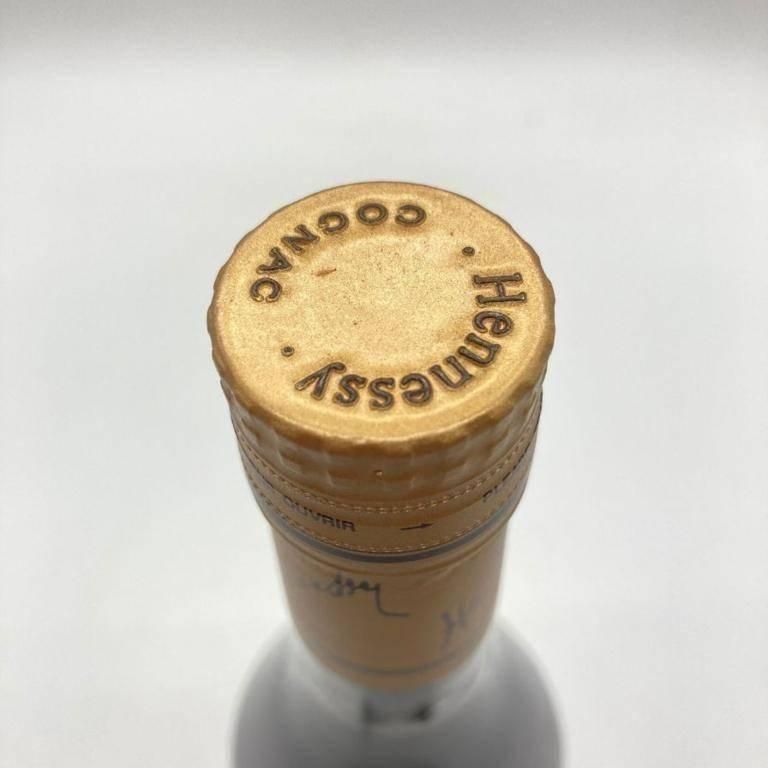 · Hennessy ·
COGNAC
OUVRIR →